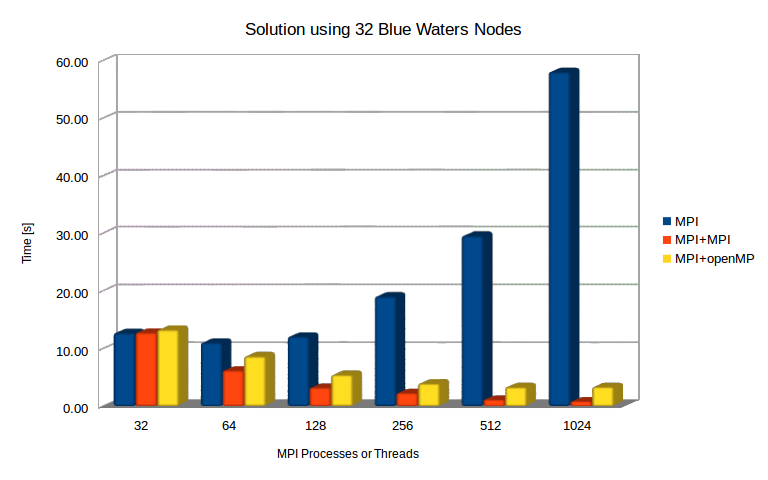 Solution using 32 Blue Waters Nodes
60.00
50.00
40.00
30.00
20.00
10.00
0.00
Time [s]
32 64 128 256 512 1024
MPI Processes or Threads
MPI
MPI+MPI
MPI+openMP